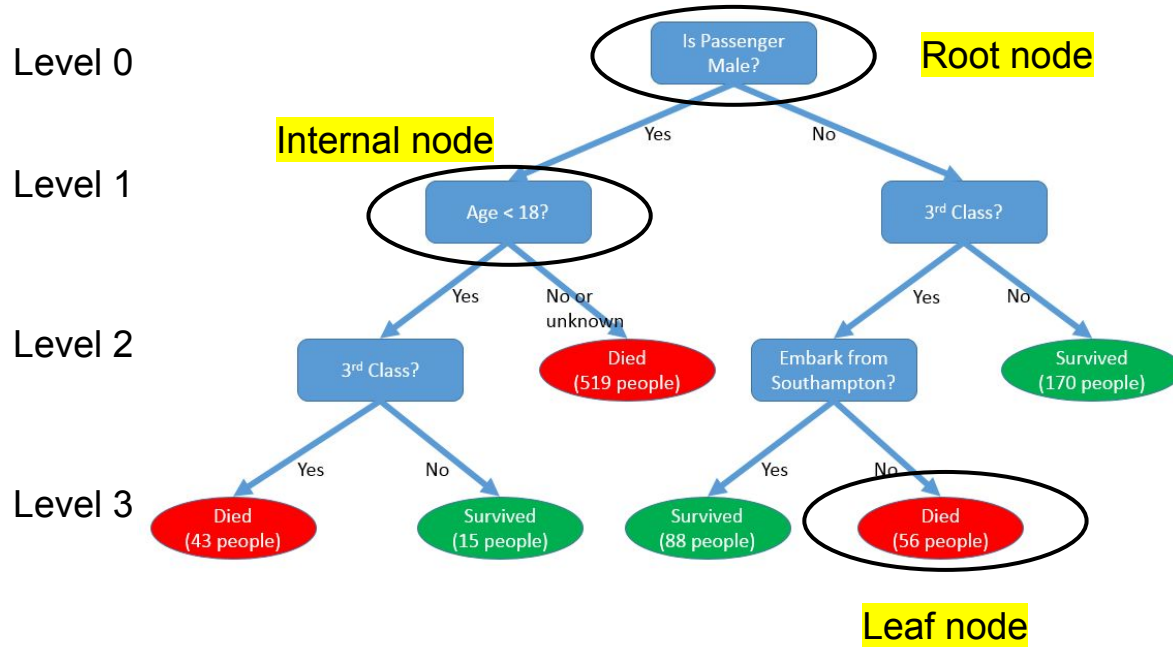 Level 0
Is Passenger
Male?
Root node
Yes
No
Internal node
Level 1
Age < 18?
3rd Class?
Yes
No or
unknown
Yes
No
Level 2
3rd Class?
Died
(519 people)
Embark from
Southampton?
Survived
(170 people)
Yes
No
Yes
No
Level 3
Died
(43 people)
Survived
(15 people)
Survived
(88 people)
Died
(56 people)
Leaf node